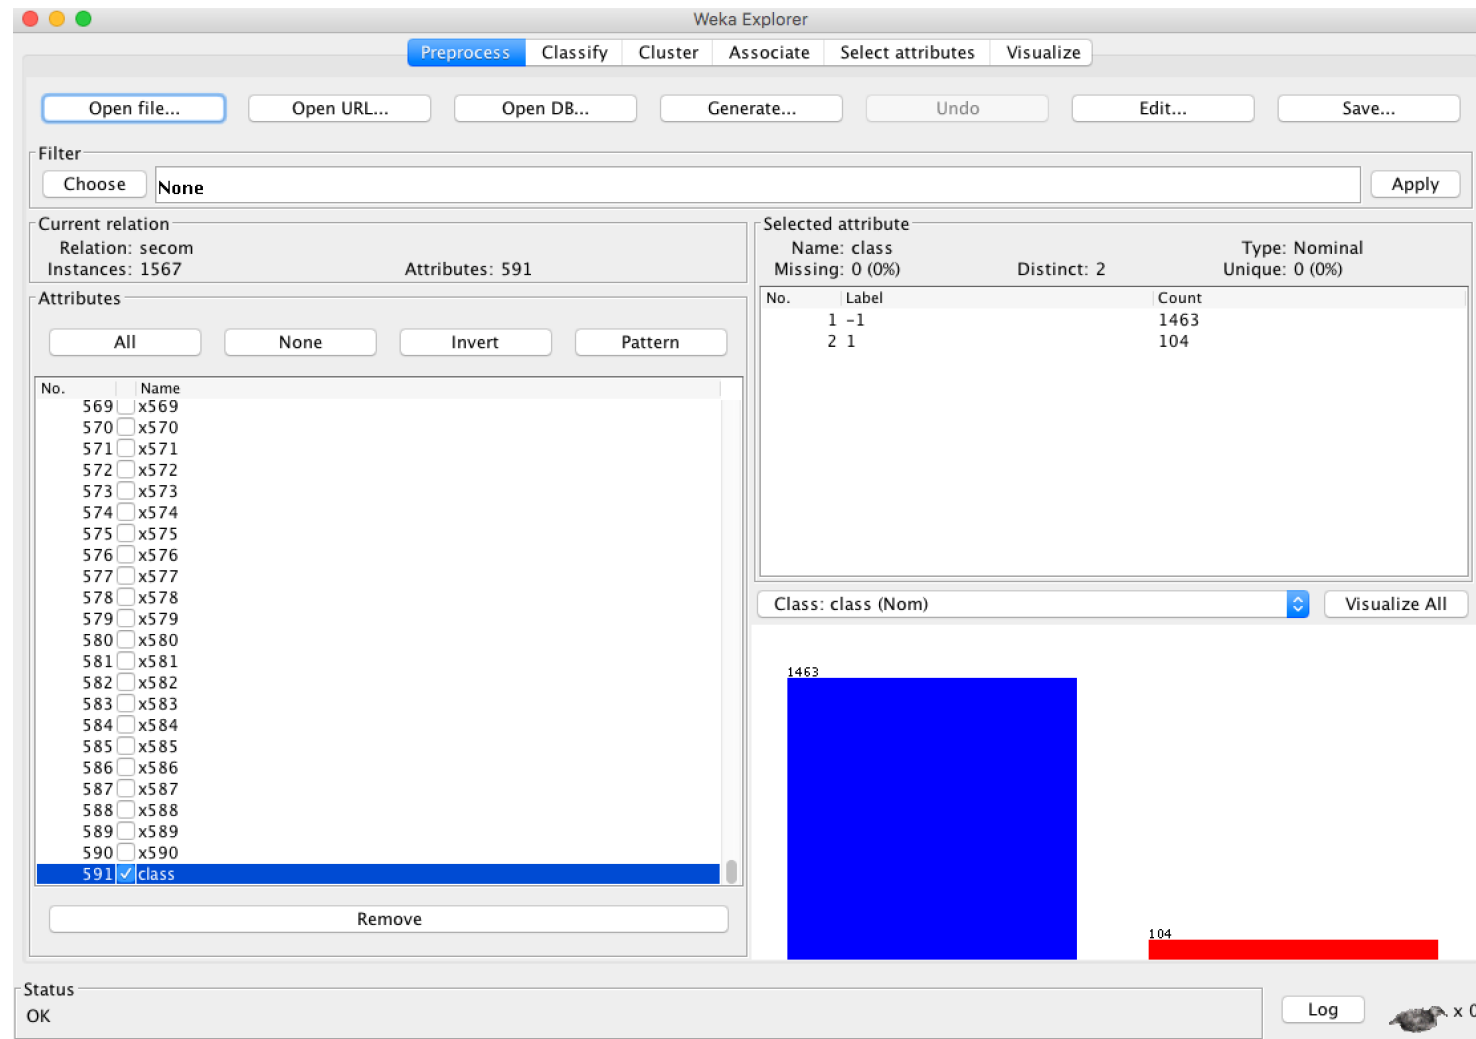 Weka Explorer
Preprocess Classify Cluster Associate Select attributes Visualize
Open file... Open URL... Open DB... Generate... Undo Edit... Save...
Filter
Choose None Apply
Current relation
Relation: secom
Instances: 1567 Attributes: 591
Attributes
All None Invert Pattern
No. Name
569 x569
570 x570
571 x571
572 x572
573 x573
574 x574
575 x575
576 x576
577 x577
578 x578
579 x579
580 x580
581 x581
582 x582
583 x583
584 x584
585 x585
586 x586
587 x587
588 x588
589 x589
590 x590
591 class
Remove
Selected attribute
Name: class Type: Nominal
Missing: 0 (0%) Distinct: 2 Unique: 0 (0%)
No. Label Count
1 -1 1463
2 1 104
Class: class (Nom) Visualize All
1463
104
Status
OK
Log x 0